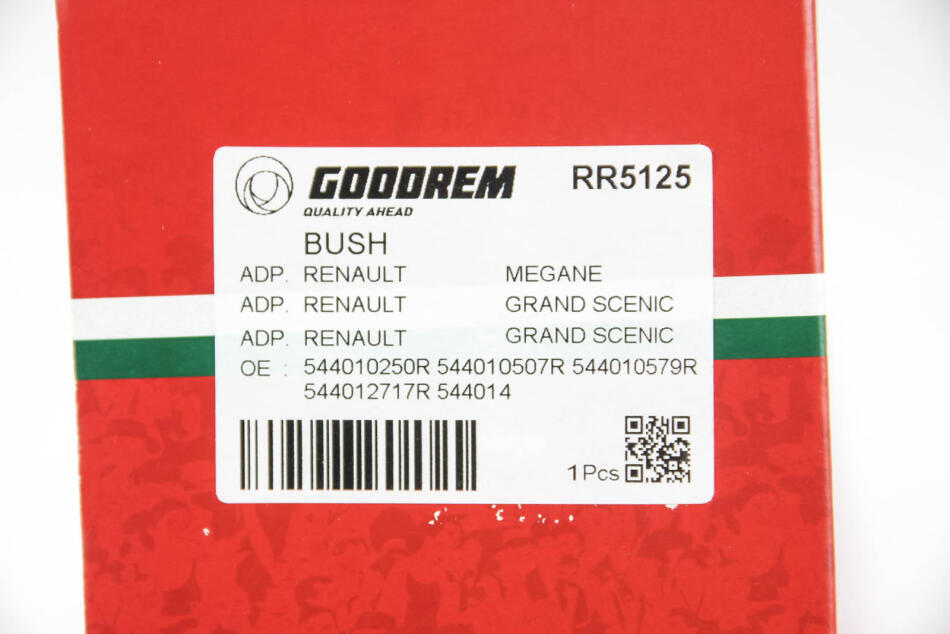 GOODREM RR5125
QUALITY AHEAD
BUSH
ADP. RENAULT MEGANE
ADP. RENAULT GRAND SCENIC
ADP. RENAULT GRAND SCENIC
OE : 544010250R 544010507R 544010579R
544012717R 544014
1Pcs